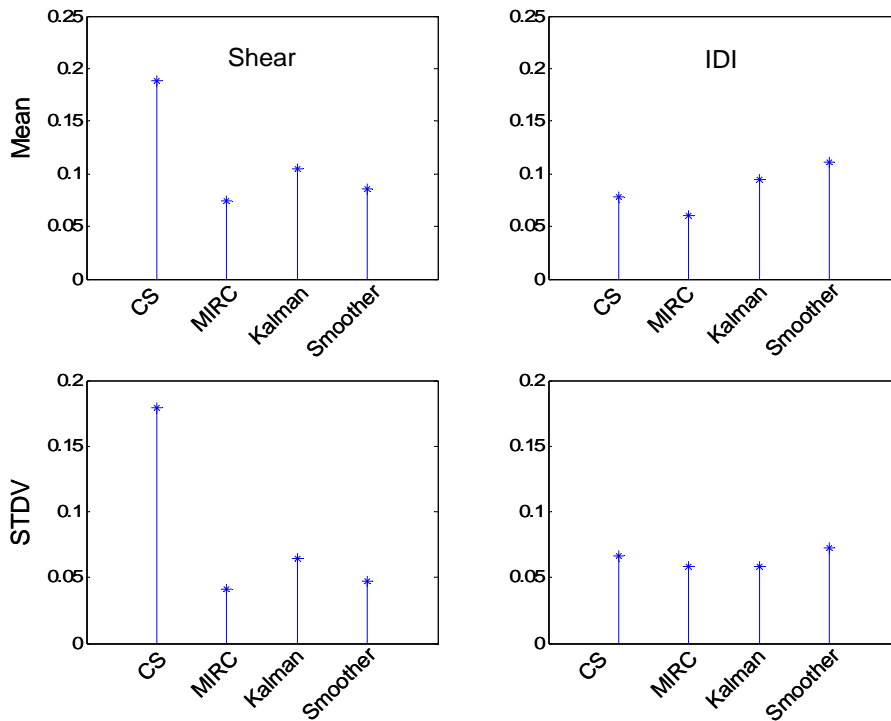 Shear
Mean
0.25
0.2
0.15
0.1
0.05
0
CS
MIRC
Kalman
Smoother
IDI
0.25
0.2
0.15
0.1
0.05
0
CS
MIRC
Kalman
Smoother
STDV
0.2
0.15
0.1
0.05
0
CS
MIRC
Kalman
Smoother
0.2
0.15
0.1
0.05
0
CS
MIRC
Kalman
Smoother